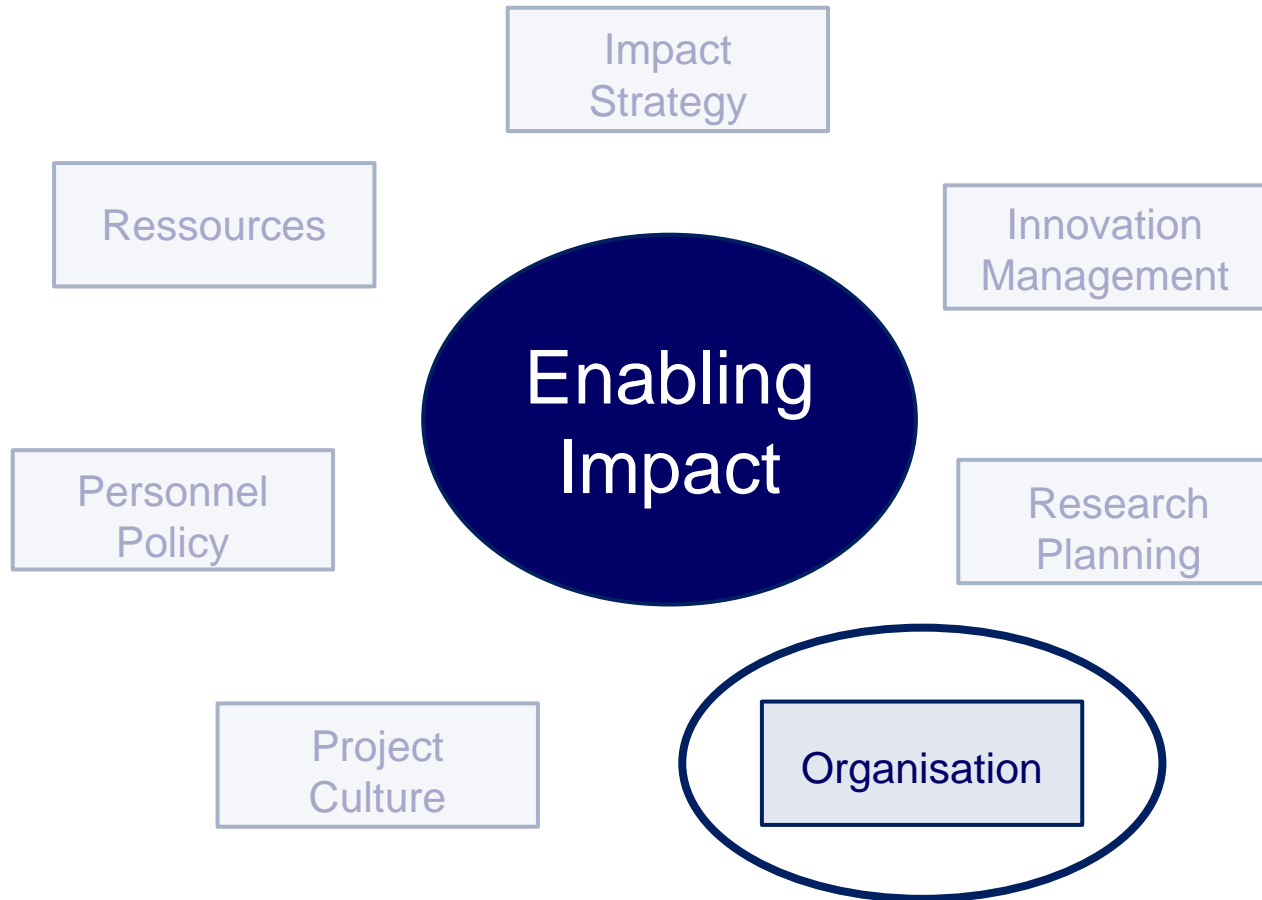 Impact
Strategy
Ressources
Innovation
Management
Enabling
Impact
Personnel
Policy
Research
Planning
Project
Culture
Organisation